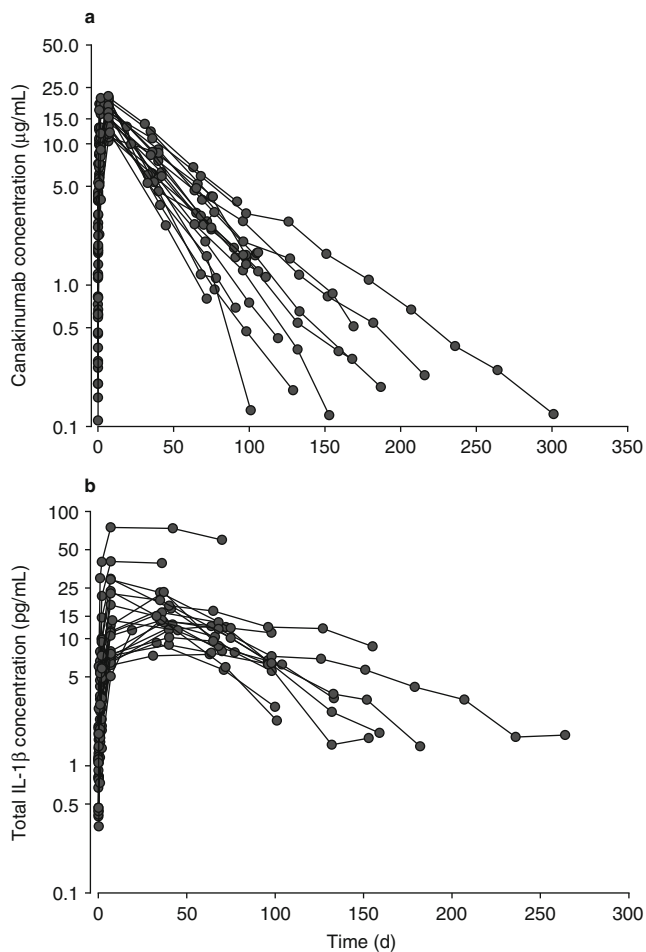 a
Canakinumab concentration (μg/mL)
50.0
25.0
15.0
10.0
5.0
1.0
0.5
0.1
0 50 100 150 200 250 300 350
b
Total IL-1β concentration (pg/mL)
100
50
25
15
10
5
1
0.5
0.1
0 50 100 150 200 250 300
Time (d)